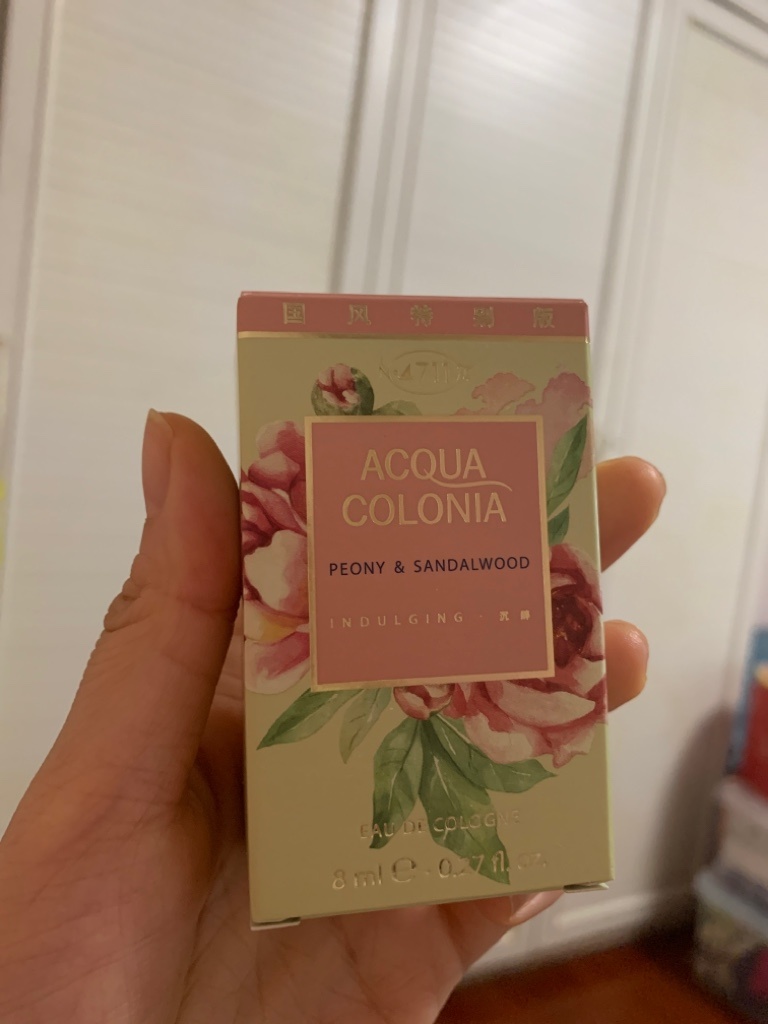 国风特别版
№4711
ACQUA
COLONIA
PEONY & SANDALWOOD
INDULGING ·
EAU DE COLOGNE
8 ml ℮ - 0.27 fl. oz.